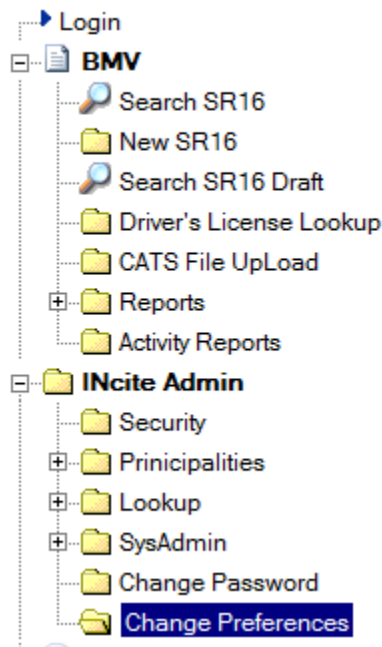 Login
BMV
Search SR16
New SR16
Search SR16 Draft
Driver's License Lookup
CATS File UpLoad
Reports
Activity Reports
INcite Admin
Security
Prinicipalities
Lookup
SysAdmin
Change Password
Change Preferences